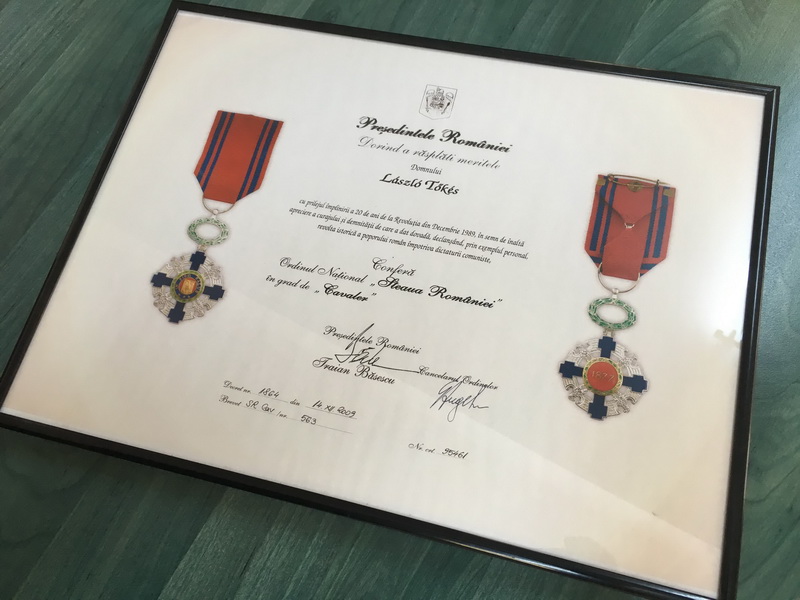 Președintele României
Dorind a răsplăti meritele
Domnului
László Tőkés
cu prilejul împlinirii a 20 de ani de la Revoluția din Decembrie 1989, în semn de înaltă
apreciere a curajului și demnității de care a dat dovadă, declanșând, prin exemplul personal,
revolta istorică a poporului român împotriva dictaturii comuniste,
Conferă
Ordinul Național „Steaua României”
în grad de „Cavaler”
Președintele României
Traian Băsescu
Cancelarul Ordinelor
Decret nr. 1864 din 14 XII 2009
Brevet S.R. Cav / nr. 563
Nr. crt. 95461